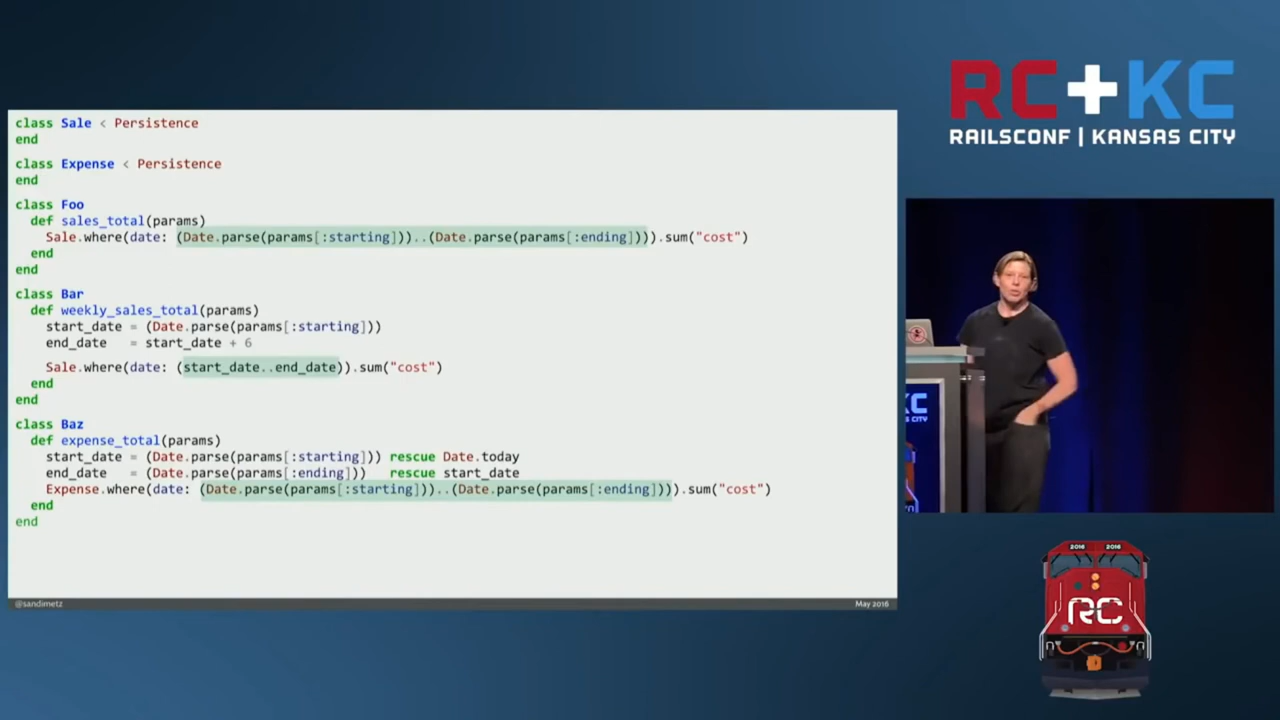 RC+KC
RAILSCONF | KANSAS CITY
class Sale < Persistence
end
class Expense < Persistence
end
class Foo
  def sales_total(params)
    Sale.where(date: (Date.parse(params[:starting]))..(Date.parse(params[:ending]))).sum("cost")
  end
end
class Bar
  def weekly_sales_total(params)
    start_date = (Date.parse(params[:starting]))
    end_date   = start_date + 6
    Sale.where(date: (start_date..end_date)).sum("cost")
  end
end
class Baz
  def expense_total(params)
    start_date = (Date.parse(params[:starting])) rescue Date.today
    end_date   = (Date.parse(params[:ending]))   rescue start_date
    Expense.where(date: (Date.parse(params[:starting]))..(Date.parse(params[:ending]))).sum("cost")
  end
end
@sandimetz
May 2016
KC
CITY
2016 2016
RC